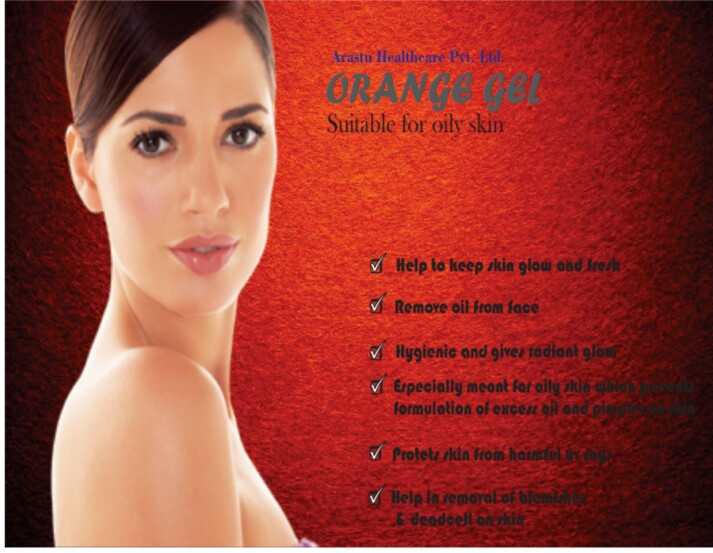 Arastu Healthcare Pvt. Ltd.
ORANGE GEL
Suitable for oily skin
Help to keep skin glow and fresh
Remove oil from face
Hygienic and gives radiant glow
Especially meant for oily skin which prevents
formulation of excess oil and pimples on skin
Protets skin from harmful uv rays
Help in removal of blemishes
& deadcell on skin